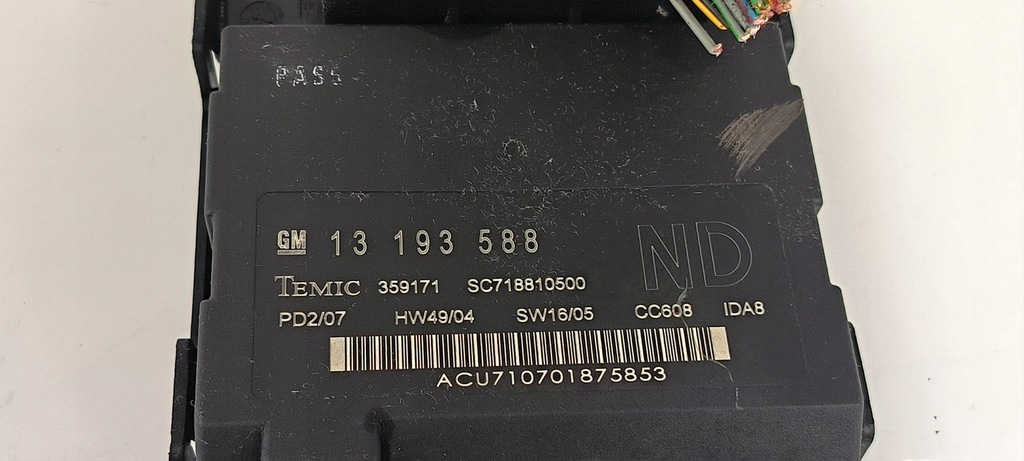 PASS
GM 13 193 588
ND
TEMIC 359171 SC718810500
PD2/07 HW49/04 SW16/05 CC608 IDA8
ACU710701875853